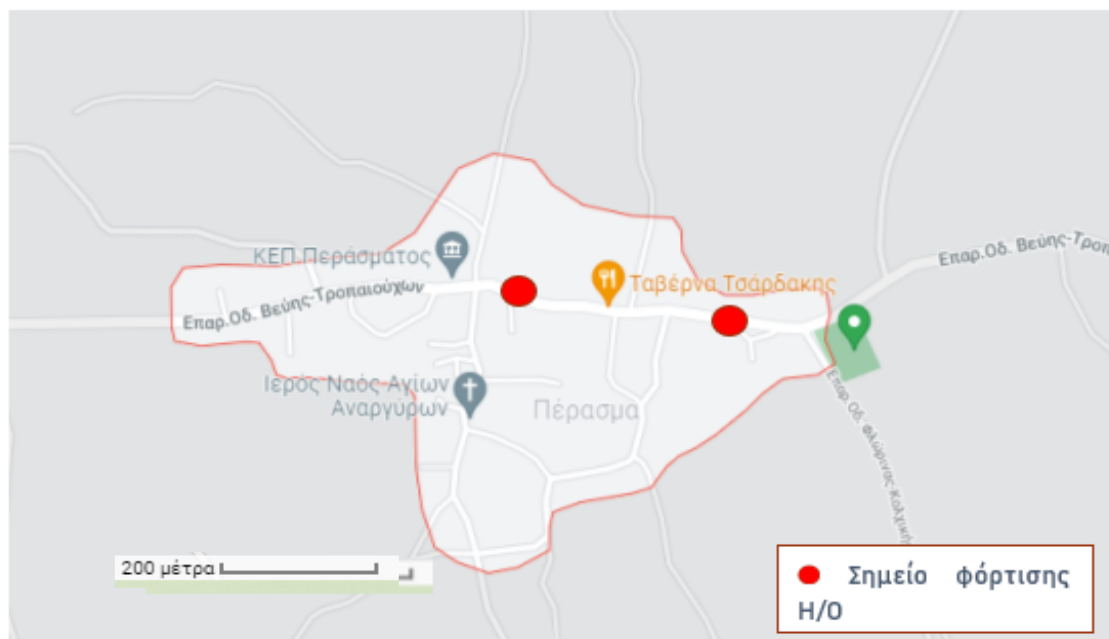 ΚΕΠ Περάσματος
Επαρ.Οδ. Βεύης-Τροπαιούχων
Ταβέρνα Τσάρδακης
Επαρ.Οδ. Βεύης-Τροπ
Ιερός Ναός Αγίων
Αναργύρων
Πέρασμα
Επαρ.Οδ. Φλώρινας-Κολχικής
200 μέτρα
Σημείο φόρτισης
Η/Ο